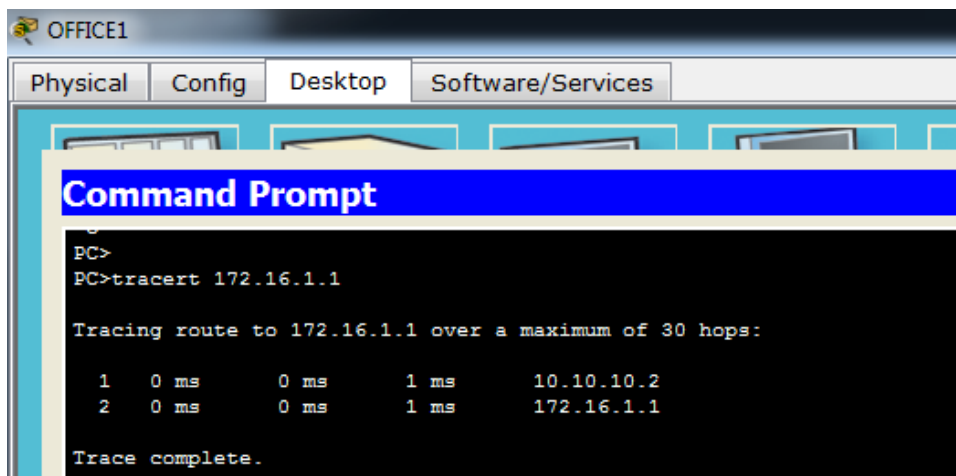 OFFICE1
Physical Config Desktop Software/Services
Command Prompt
PC>
PC>tracert 172.16.1.1
Tracing route to 172.16.1.1 over a maximum of 30 hops:
1 0 ms 0 ms 1 ms 10.10.10.2
2 0 ms 0 ms 1 ms 172.16.1.1
Trace complete.